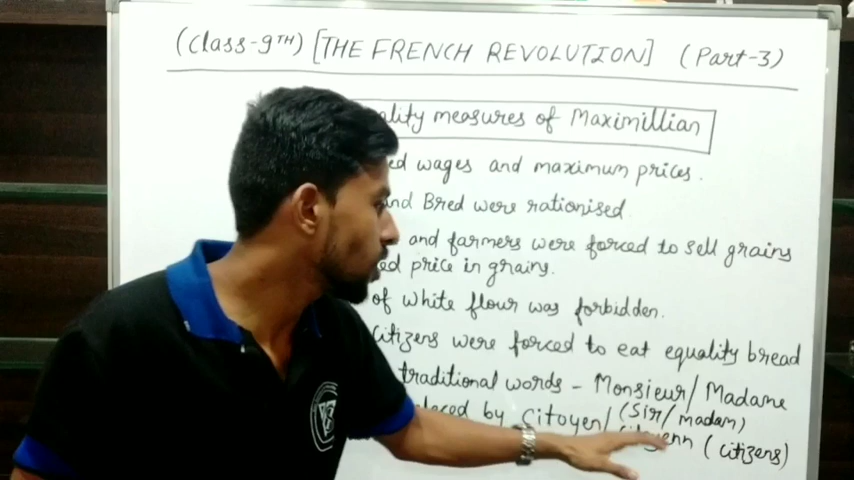 (Class-9TH) [THE FRENCH REVOLUTION] (Part-3)
ality measures of Maximillian
ed wages and maximum prices.
and Bred were rationised
and farmers were forced to sell grains
ed price in grains.
of white flour was forbidden.
Citizens were forced to eat equality bread
traditional words - Monsieur/Madame
laced by Citoyen/ (Sir/madam)
(Citizens)